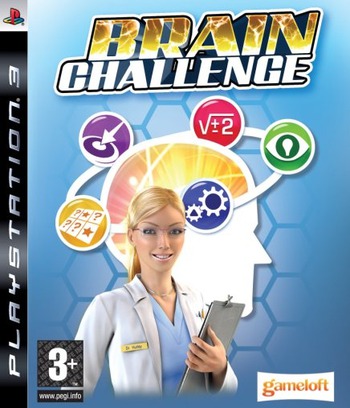 BRAIN
CHALLENGE
PLAYSTATION 3
√±2
3+
www.pegi.info
gameloft